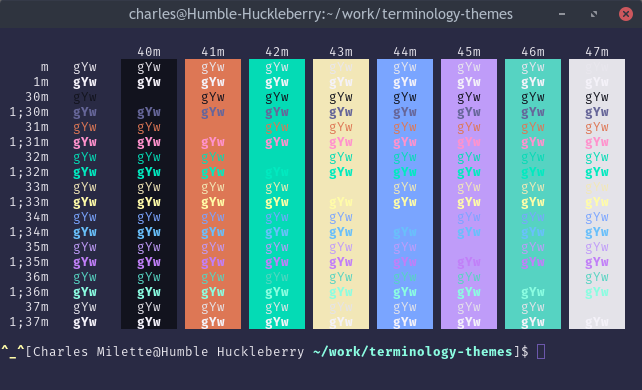 charles@Humble-Huckleberry:~/work/terminology-themes
40m 41m 42m 43m 44m 45m 46m 47m
m gYw gYw gYw gYw gYw gYw gYw gYw gYw
1m gYw gYw gYw gYw gYw gYw gYw gYw gYw
30m gYw gYw gYw gYw gYw gYw gYw gYw
1;30m gYw gYw gYw gYw gYw gYw gYw gYw gYw
31m gYw gYw gYw gYw gYw gYw gYw gYw
1;31m gYw gYw gYw gYw gYw gYw gYw gYw gYw
32m gYw gYw gYw gYw gYw gYw gYw gYw
1;32m gYw gYw gYw gYw gYw gYw gYw gYw gYw
33m gYw gYw gYw gYw gYw gYw gYw gYw
1;33m gYw gYw gYw gYw gYw gYw gYw gYw gYw
34m gYw gYw gYw gYw gYw gYw gYw gYw
1;34m gYw gYw gYw gYw gYw gYw gYw gYw gYw
35m gYw gYw gYw gYw gYw gYw gYw gYw
1;35m gYw gYw gYw gYw gYw gYw gYw gYw gYw
36m gYw gYw gYw gYw gYw gYw gYw gYw
1;36m gYw gYw gYw gYw gYw gYw gYw gYw gYw
37m gYw gYw gYw gYw gYw gYw gYw gYw
1;37m gYw gYw gYw gYw gYw gYw gYw gYw gYw
^_^[Charles Milette@Humble Huckleberry ~/work/terminology-themes]$